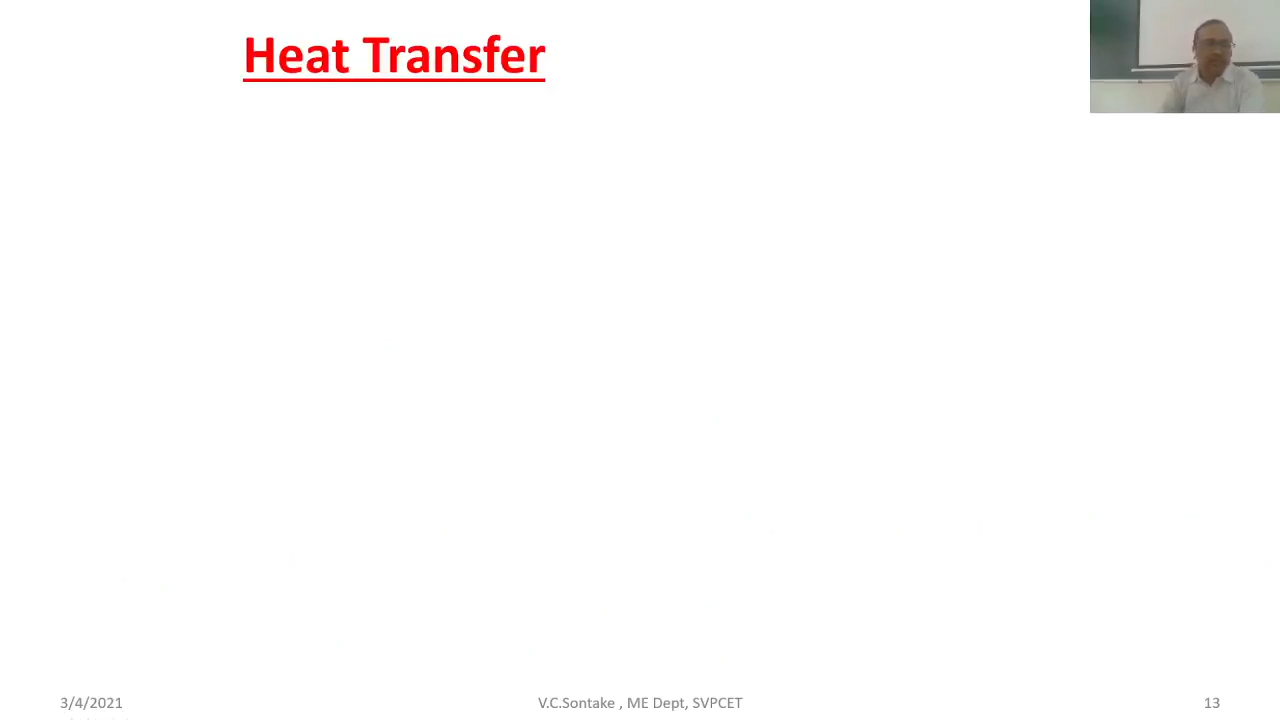 Heat Transfer
3/4/2021
V.C.Sontake , ME Dept, SVPCET
13